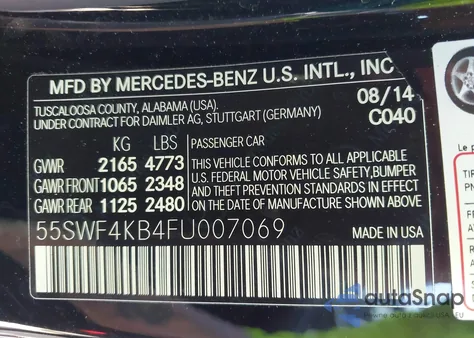 MFD BY MERCEDES-BENZ U.S. INTL., INC
TUSCALOOSA COUNTY, ALABAMA (USA).
UNDER CONTRACT FOR DAIMLER AG, STUTTGART (GERMANY)
08/14
C040
KG LBS
GVWR 2165 4773
GAWR FRONT 1065 2348
GAWR REAR 1125 2480
PASSENGER CAR
THIS VEHICLE CONFORMS TO ALL APPLICABLE
U.S. FEDERAL MOTOR VEHICLE SAFETY, BUMPER
AND THEFT PREVENTION STANDARDS IN EFFECT
ON THE DATE OF MANUFACTURE SHOWN ABOVE.
55SWF4KB4FU007069
MADE IN USA
Le
TIR
PN
autoSnap